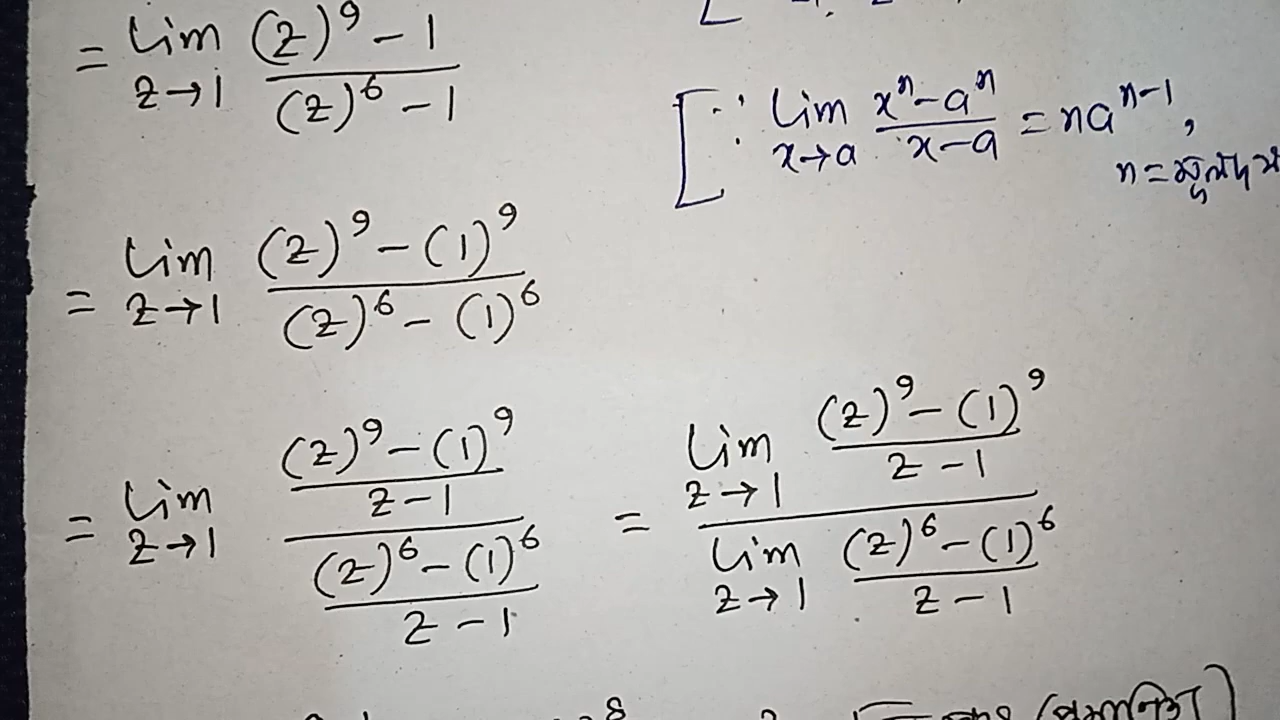 = lim z→1 (z)^9 - 1 / (z)^6 - 1
[∵ lim x→a x^n - a^n / x - a = na^{n-1},
n =
= lim z→1 (z)^9 - (1)^9 / (z)^6 - (1)^6
= lim z→1 ((z)^9 - (1)^9 / z - 1) / ((z)^6 - (1)^6 / z - 1) = (lim z→1 (z)^9 - (1)^9 / z - 1) / (lim z→1 (z)^6 - (1)^6 / z - 1)
(প্রমাণিত)